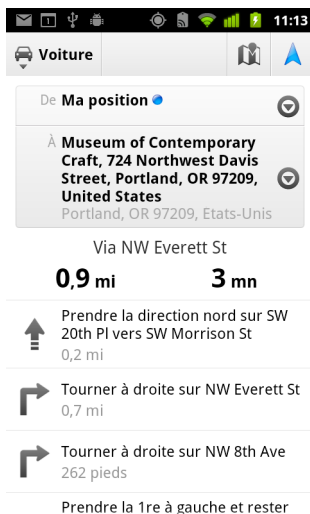 11:13
Voiture
De Ma position
À Museum of Contemporary
Craft, 724 Northwest Davis
Street, Portland, OR 97209,
United States
Portland, OR 97209, Etats-Unis
Via NW Everett St
0,9 mi 3 mn
Prendre la direction nord sur SW
20th Pl vers SW Morrison St
0,2 mi
Tourner à droite sur NW Everett St
0,7 mi
Tourner à droite sur NW 8th Ave
262 pieds
Prendre la 1re à gauche et rester